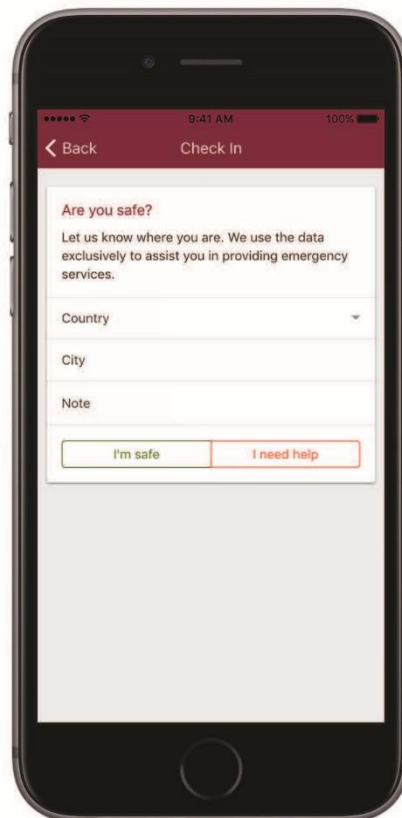 9:41 AM 100%
Back Check In
Are you safe?
Let us know where you are. We use the data
exclusively to assist you in providing emergency
services.
Country
City
Note
I'm safe I need help